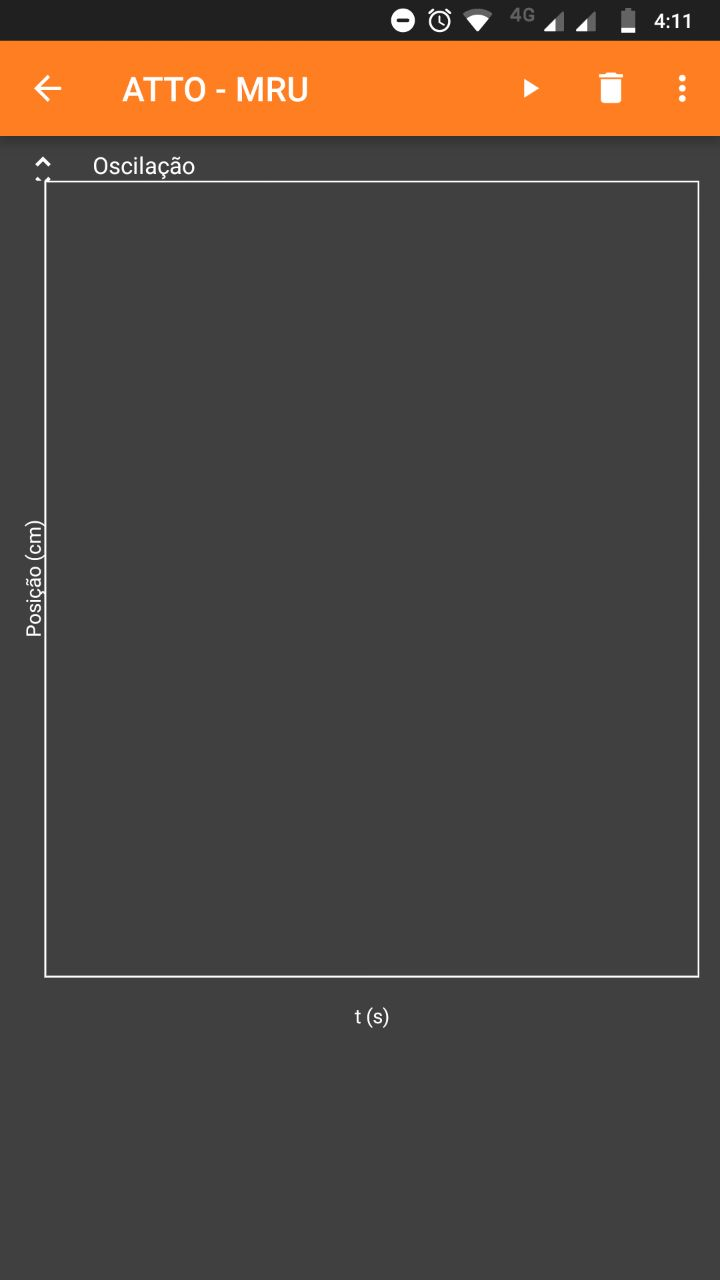 4G 4:11
ATTO - MRU
Oscilação
Posição (cm)
t (s)